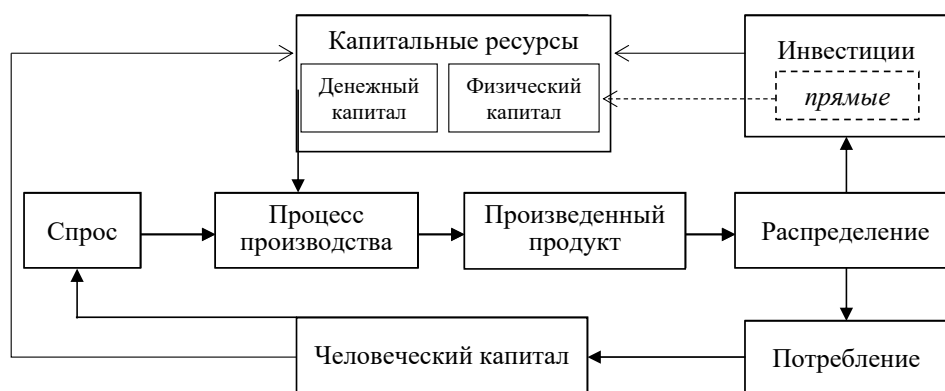 Капитальные ресурсы
Денежный
капитал
Физический
капитал
Инвестиции
прямые
Спрос
Процесс
производства
Произведенный
продукт
Распределение
Человеческий капитал
Потребление